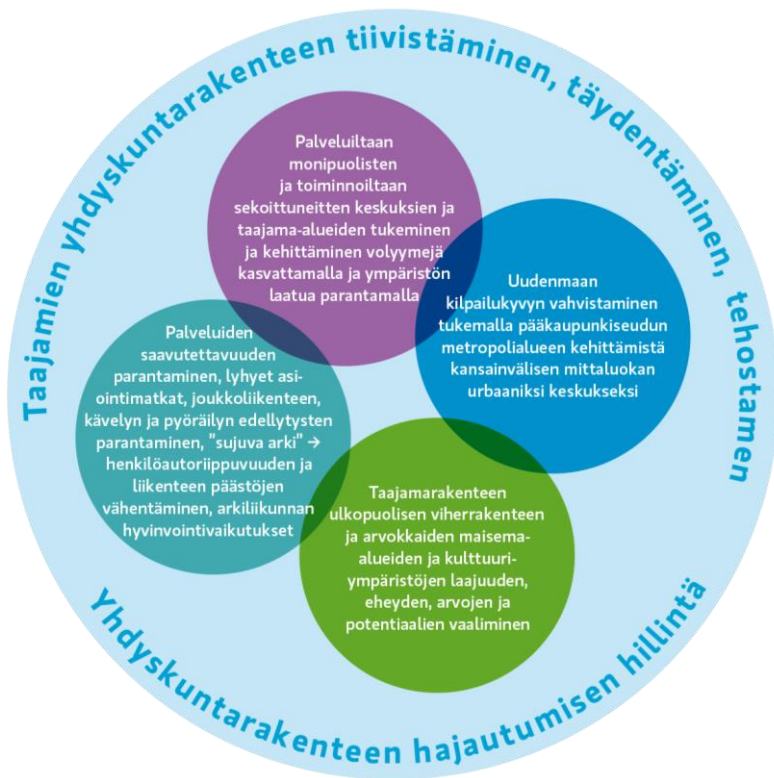 Taajamien yhdyskuntarakenteen tiivistäminen, täydentäminen, tehostamen
Palveluiltaan
monipuolisten
ja toiminnoiltaan
sekoittuneitten keskuksien ja
taajama-alueiden tukeminen
ja kehittäminen volyymejä
kasvattamalla ja ympäristön
laatua parantamalla
Uudenmaan
kilpailukyvyn vahvistaminen
tukemalla pääkaupunkiseudun
metropolialueen kehittämistä
kansainvälisen mittaluokan
urbaaniksi keskukseksi
Palveluiden
saavutettavuuden
parantaminen, lyhyet asi-
ointimatkat, joukkoliikenteen,
kävelyn ja pyöräilyn edellytysten
parantaminen, "sujuva arki" →
henkilöautoriippuvuuden ja
liikenteen päästöjen
vähentäminen, arkiliikunnan
hyvinvointivaikutukset
Taajamarakenteen
ulkopuolisen viherrakenteen
ja arvokkaiden maisema-
alueiden ja kulttuuri-
ympäristöjen laajuuden,
eheyden, arvojen ja
potentiaalien vaaliminen
Yhdyskuntarakenteen hajautumisen hillintä